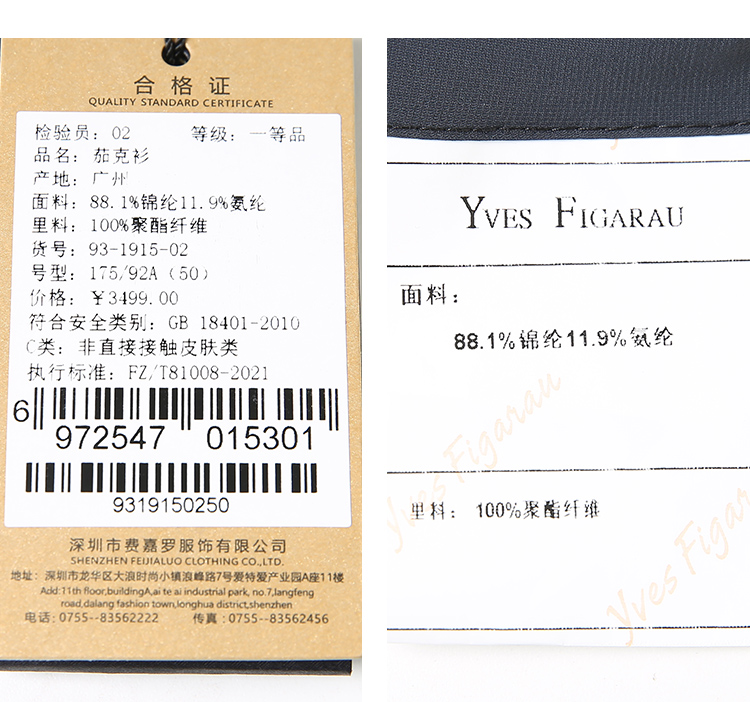 合格证
QUALITY STANDARD CERTIFICATE
检验员：02 等级：一等品
品名：茄克衫
产地：广州
面料：88.1%锦纶11.9%氨纶
里料：100%聚酯纤维
货号：93-1915-02
号型：175/92A（50）
价格：￥3499.00
符合安全类别：GB 18401-2010
C类：非直接接触皮肤类
执行标准：FZ/T81008-2021
6 972547 015301
9319150250
深圳市费嘉罗服饰有限公司
SHENZHEN FEIJIALUO CLOTHING CO.,LTD.
地址：深圳市龙华区大浪时尚小镇浪峰路7号爱特爱产业园A座11楼
Add:11th floor,buildingA,ai te ai industrial park, no.7,langfeng
road,dalang fashion town,longhua district,shenzhen
电话：0755--83562222 传真：0755--83562456
YVES FIGARAU
面料：
88.1%锦纶11.9%氨纶
里料：100%聚酯纤维
Yves Figarau
Yves Figarau